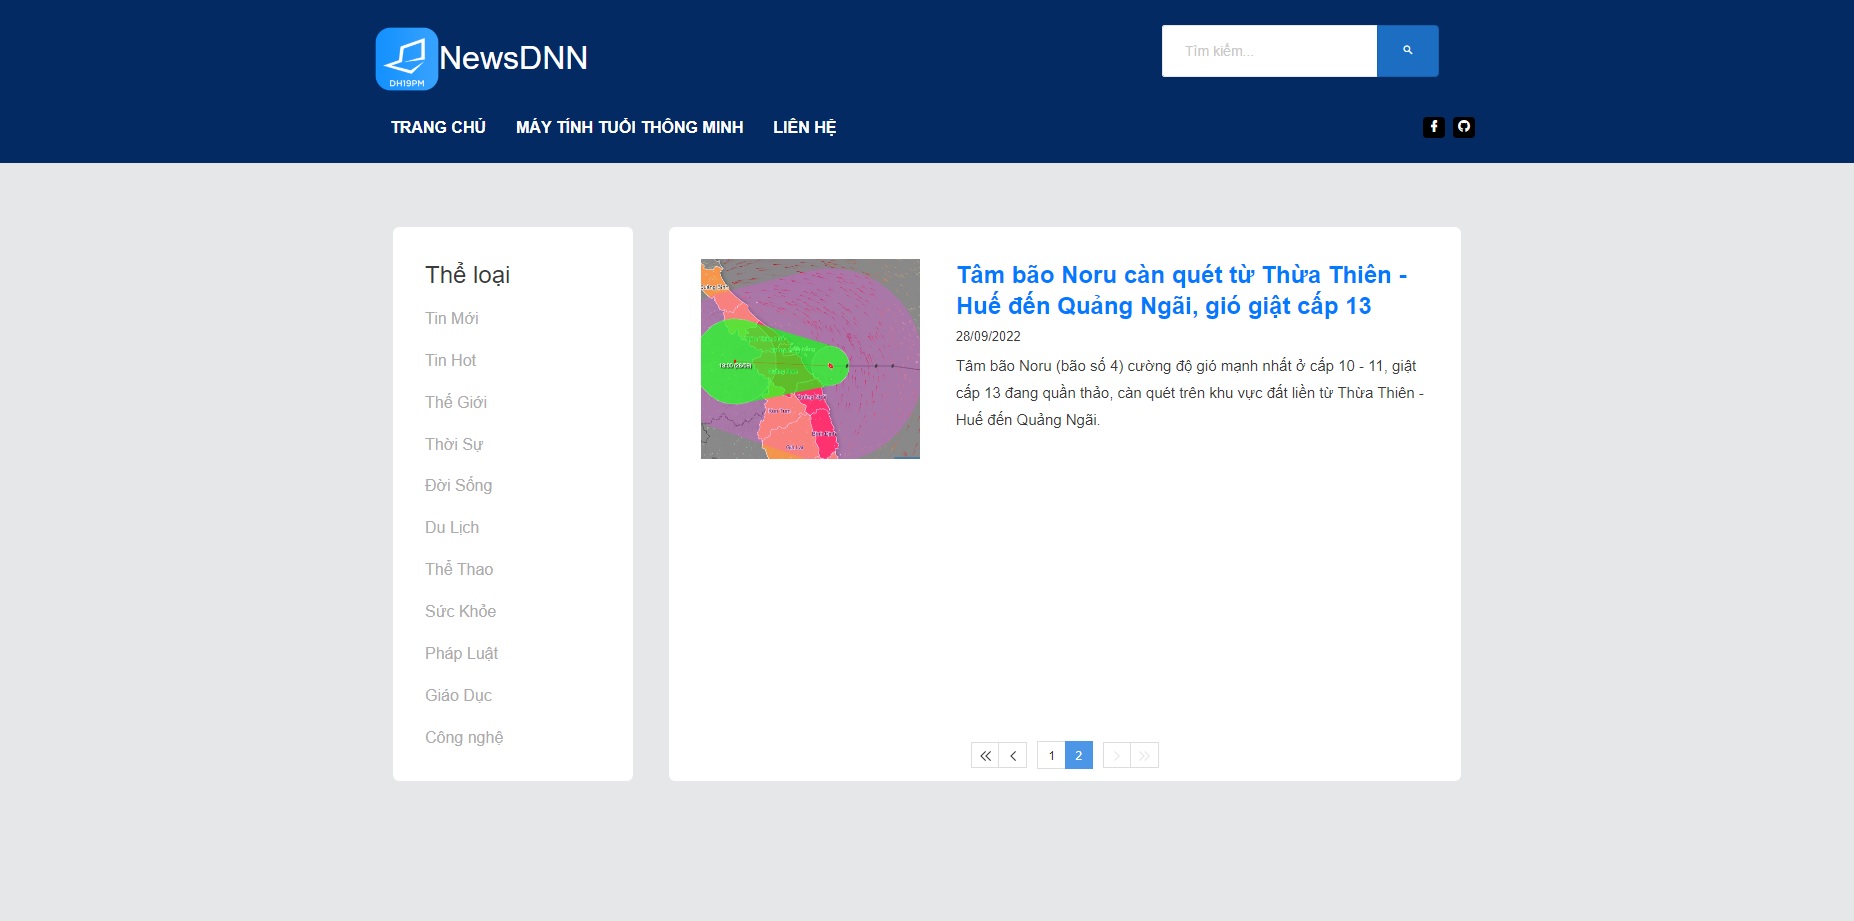 DH19PM
NewsDNN
Tìm kiếm...
TRANG CHỦ
MÁY TÍNH TUỔI THÔNG MINH
LIÊN HỆ
Thể loại
Tin Mới
Tin Hot
Thế Giới
Thời Sự
Đời Sống
Du Lịch
Thể Thao
Sức Khỏe
Pháp Luật
Giáo Dục
Công nghệ
Tâm bão Noru càn quét từ Thừa Thiên -
Huế đến Quảng Ngãi, gió giật cấp 13
28/09/2022
Tâm bão Noru (bão số 4) cường độ gió mạnh nhất ở cấp 10 - 11, giật
cấp 13 đang quần thảo, càn quét trên khu vực đất liền từ Thừa Thiên -
Huế đến Quảng Ngãi.
1 2